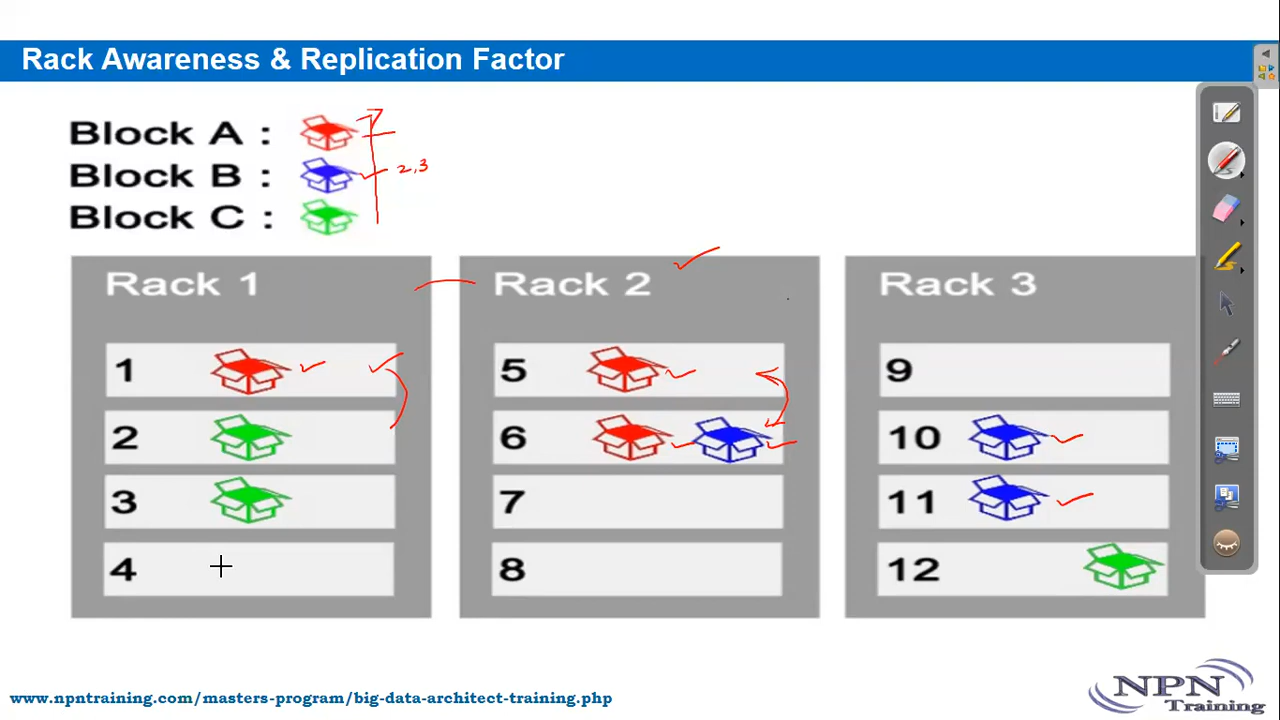 Rack Awareness & Replication Factor
Block A :
Block B : 2,3
Block C :
Rack 1
1
2
3
4
Rack 2
5
6
7
8
Rack 3
9
10
11
12
www.npntraining.com/masters-program/big-data-architect-training.php
NPN
Training